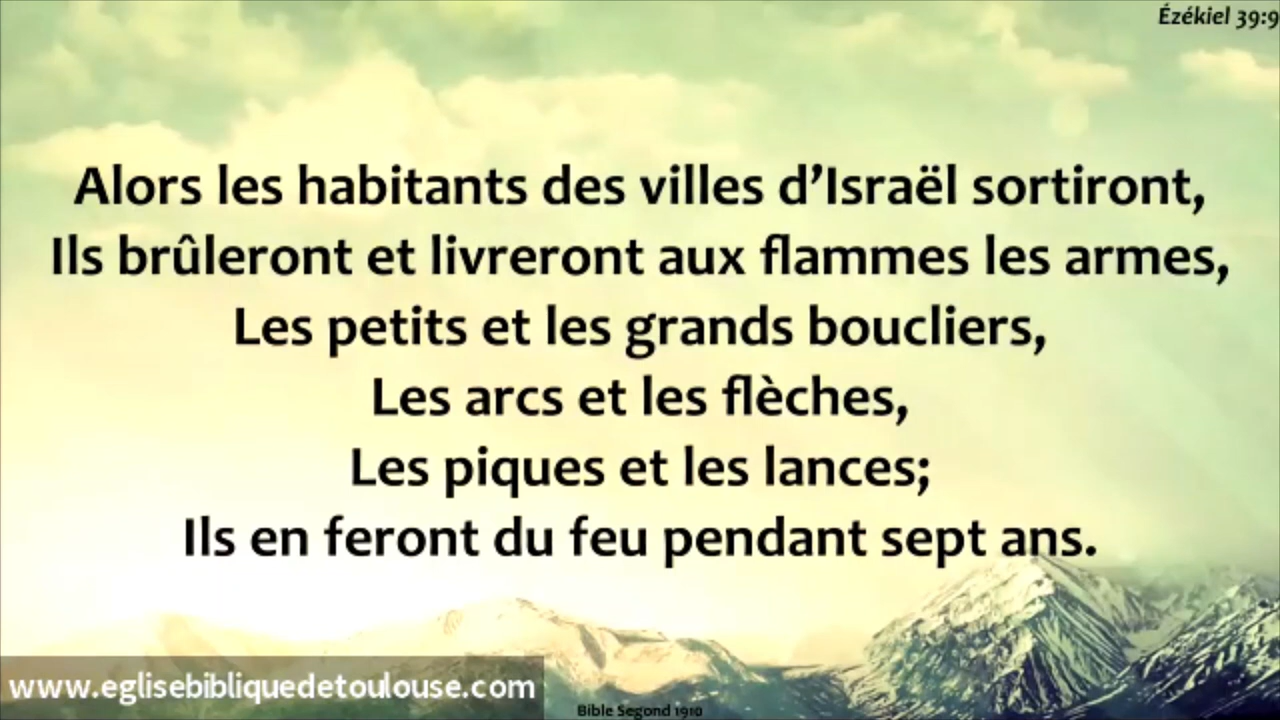 Ézékiel 39:9
Alors les habitants des villes d’Israël sortiront,
Ils brûleront et livreront aux flammes les armes,
Les petits et les grands boucliers,
Les arcs et les flèches,
Les piques et les lances;
Ils en feront du feu pendant sept ans.
www.eglisebibliquedetoulouse.com
Bible Segond 1910